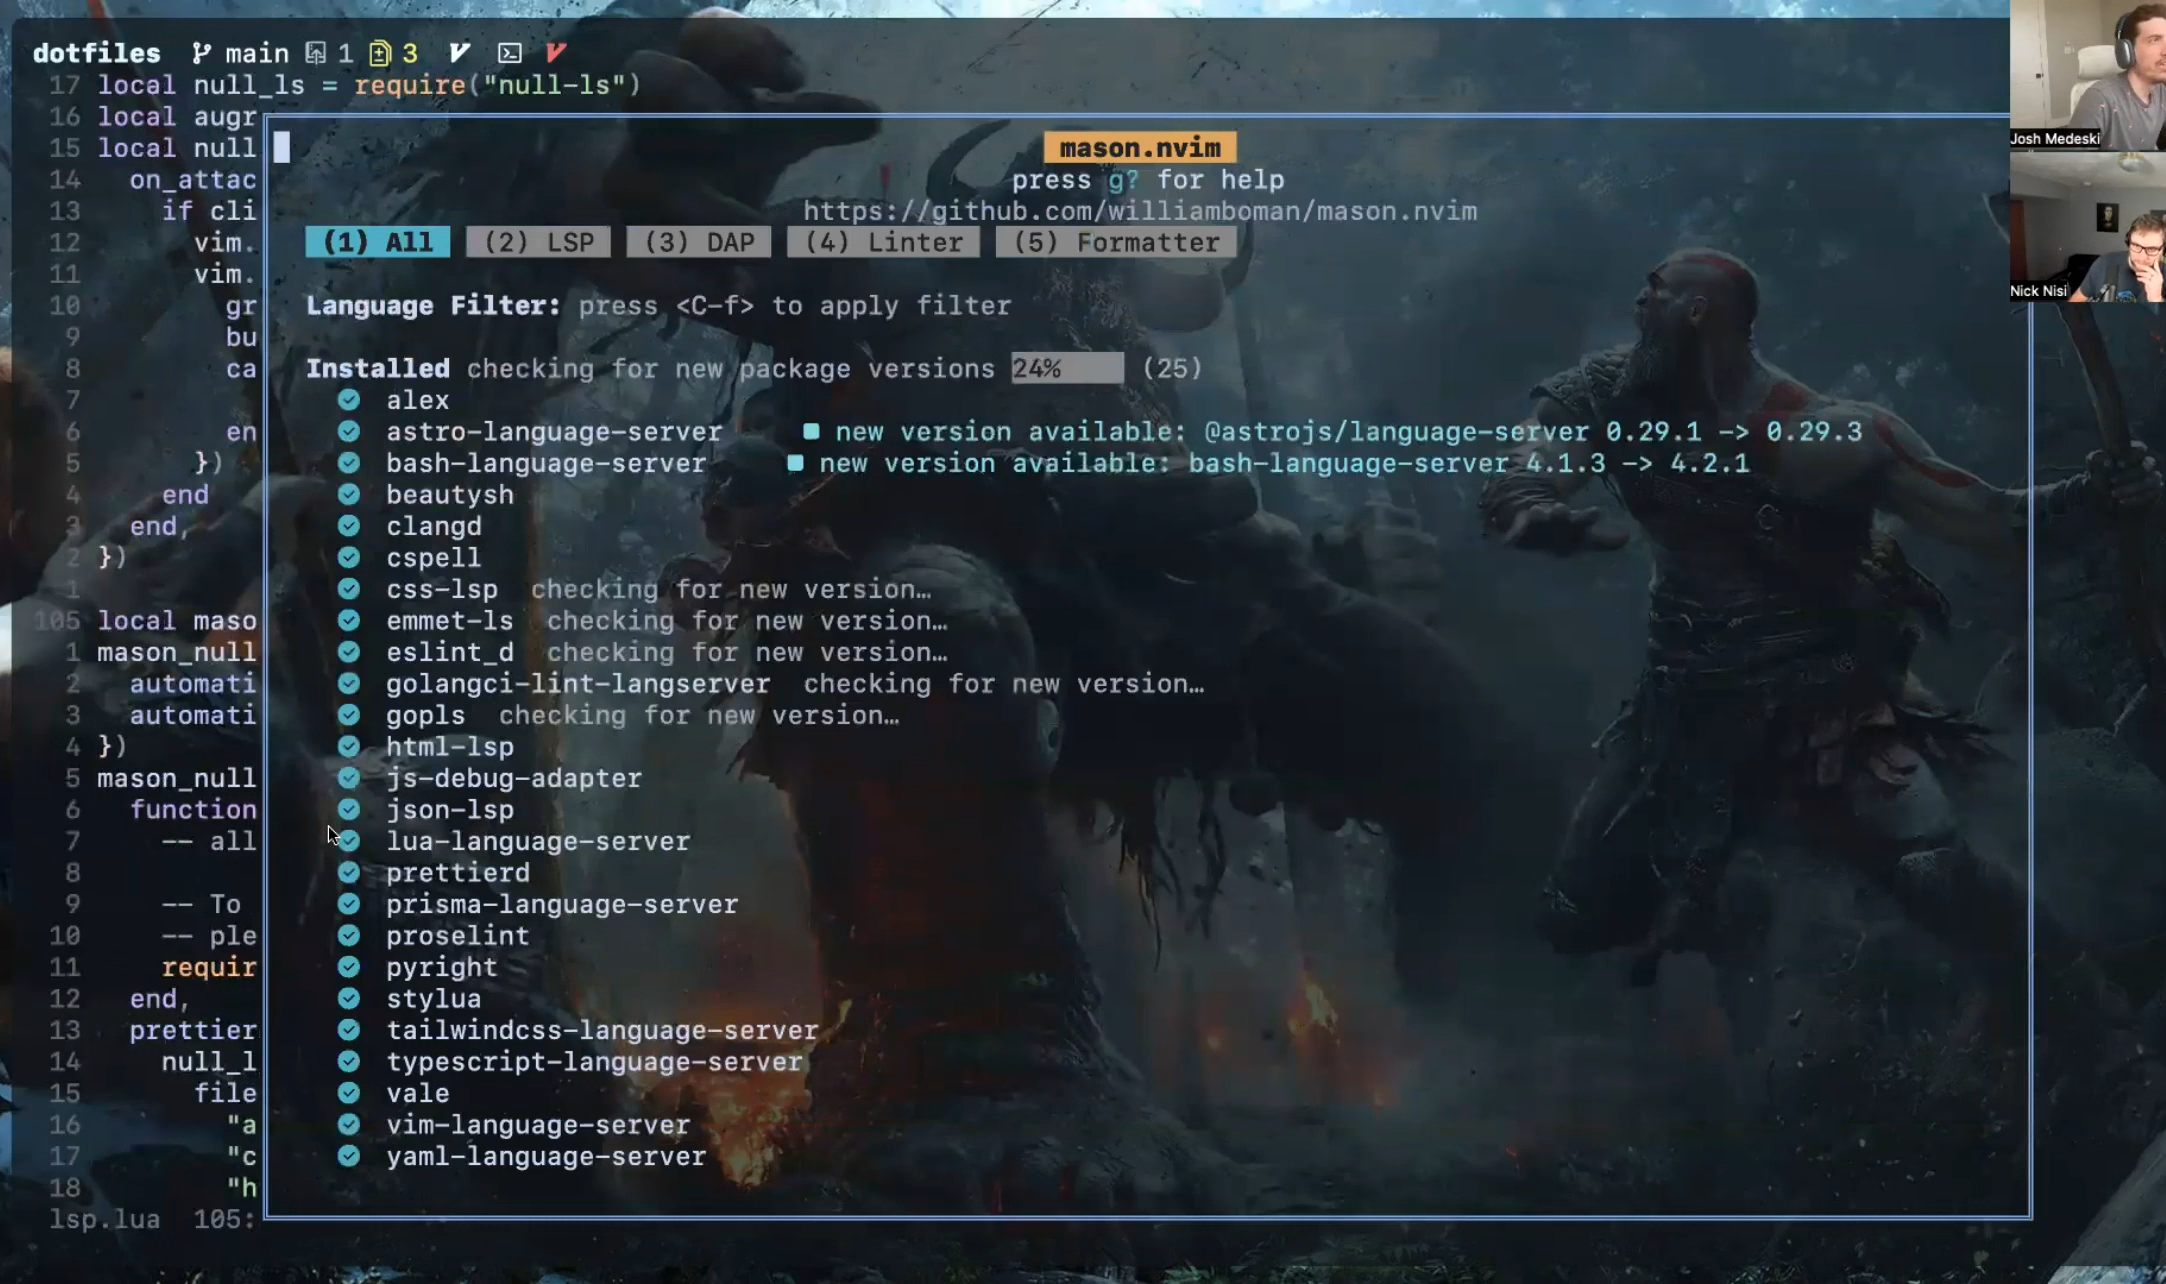 dotfiles main 1 3
17 local null_ls = require("null-ls")
16 local augr
15 local null
14 on_attac
13 if cli
12 vim.
11 vim.
10 gr
9 bu
8 ca
7
6 en
5 })
4 end
3 end,
2 })
1
105 local maso
1 mason_null
2 automati
3 automati
4 })
5 mason_null
6 function
7 -- all
8
9 -- To
10 -- ple
11 requir
12 end,
13 prettier
14 null_l
15 file
16 "a
17 "c
18 "h
lsp.lua 105:
mason.nvim
press g? for help
https://github.com/williamboman/mason.nvim
(1) All (2) LSP (3) DAP (4) Linter (5) Formatter
Language Filter: press <C-f> to apply filter
Installed checking for new package versions 24% (25)
alex
astro-language-server new version available: @astrojs/language-server 0.29.1 -> 0.29.3
bash-language-server new version available: bash-language-server 4.1.3 -> 4.2.1
beautysh
clangd
cspell
css-lsp checking for new version…
emmet-ls checking for new version…
eslint_d checking for new version…
golangci-lint-langserver checking for new version…
gopls checking for new version…
html-lsp
js-debug-adapter
json-lsp
lua-language-server
prettierd
prisma-language-server
proselint
pyright
stylua
tailwindcss-language-server
typescript-language-server
vale
vim-language-server
yaml-language-server
Josh Medeski
Nick Nisi